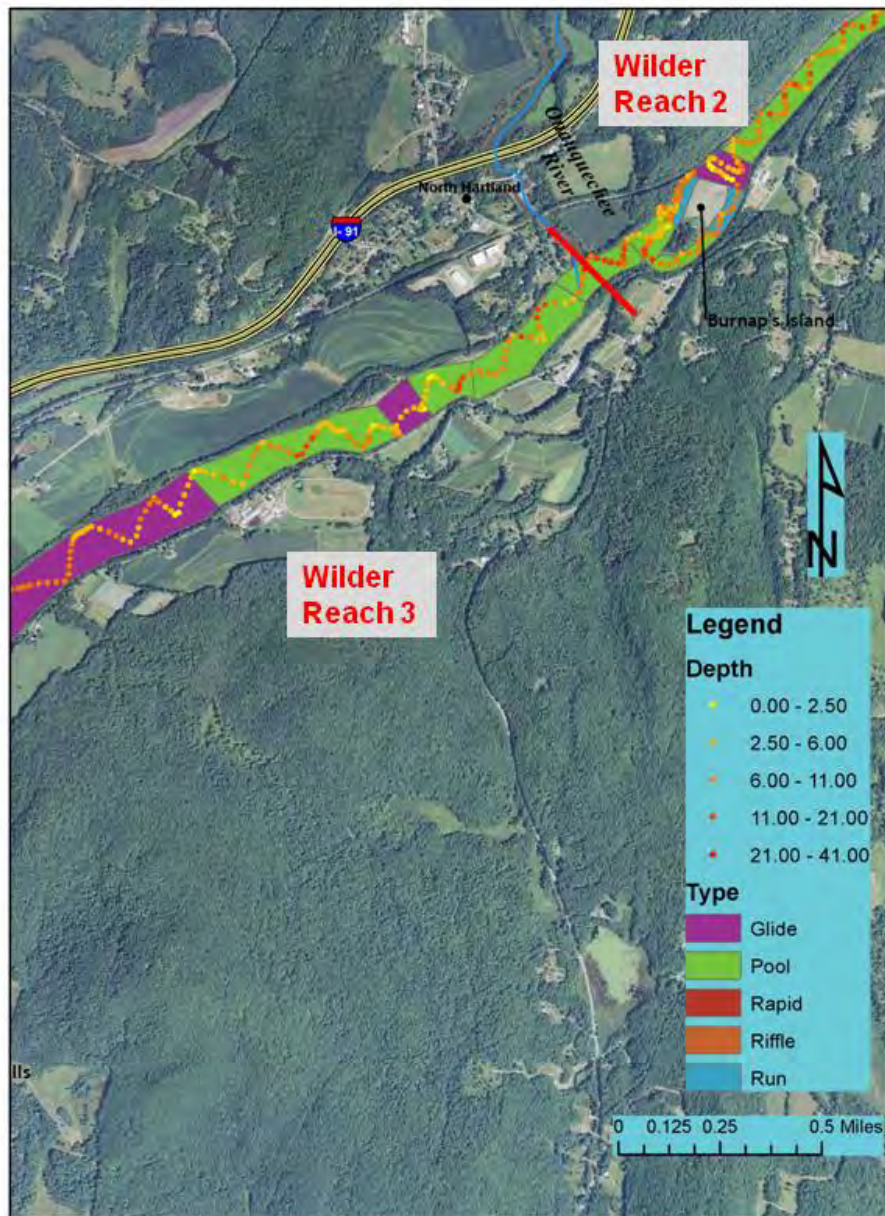 Wilder
Reach 2
Ottauquechee
River
North Hartland
I-91
Burnap's Island
Wilder
Reach 3
N
Legend
Depth
0.00 - 2.50
2.50 - 6.00
6.00 - 11.00
11.00 - 21.00
21.00 - 41.00
Type
Glide
Pool
Rapid
Riffle
Run
lls
0 0.125 0.25 0.5 Miles